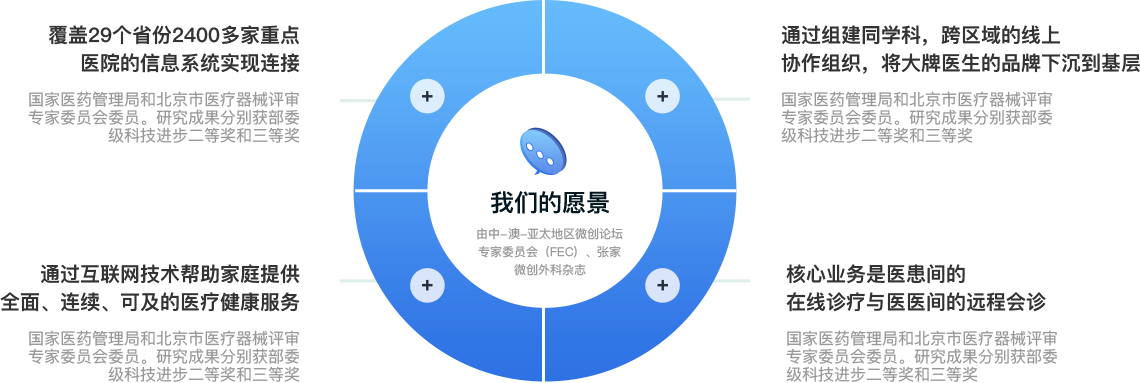 覆盖29个省份2400多家重点
医院的信息系统实现连接
国家医药管理局和北京市医疗器械评审
专家委员会委员。研究成果分别获部委
级科技进步二等奖和三等奖
通过组建同学科，跨区域的线上
协作组织，将大牌医生的品牌下沉到基层
国家医药管理局和北京市医疗器械评审
专家委员会委员。研究成果分别获部委
级科技进步二等奖和三等奖
我们的愿景
由中-澳-亚太地区微创论坛
专家委员会（FEC）、张家
微创外科杂志
通过互联网技术帮助家庭提供
全面、连续、可及的医疗健康服务
国家医药管理局和北京市医疗器械评审
专家委员会委员。研究成果分别获部委
级科技进步二等奖和三等奖
核心业务是医患间的
在线诊疗与医医间的远程会诊
国家医药管理局和北京市医疗器械评审
专家委员会委员。研究成果分别获部委
级科技进步二等奖和三等奖